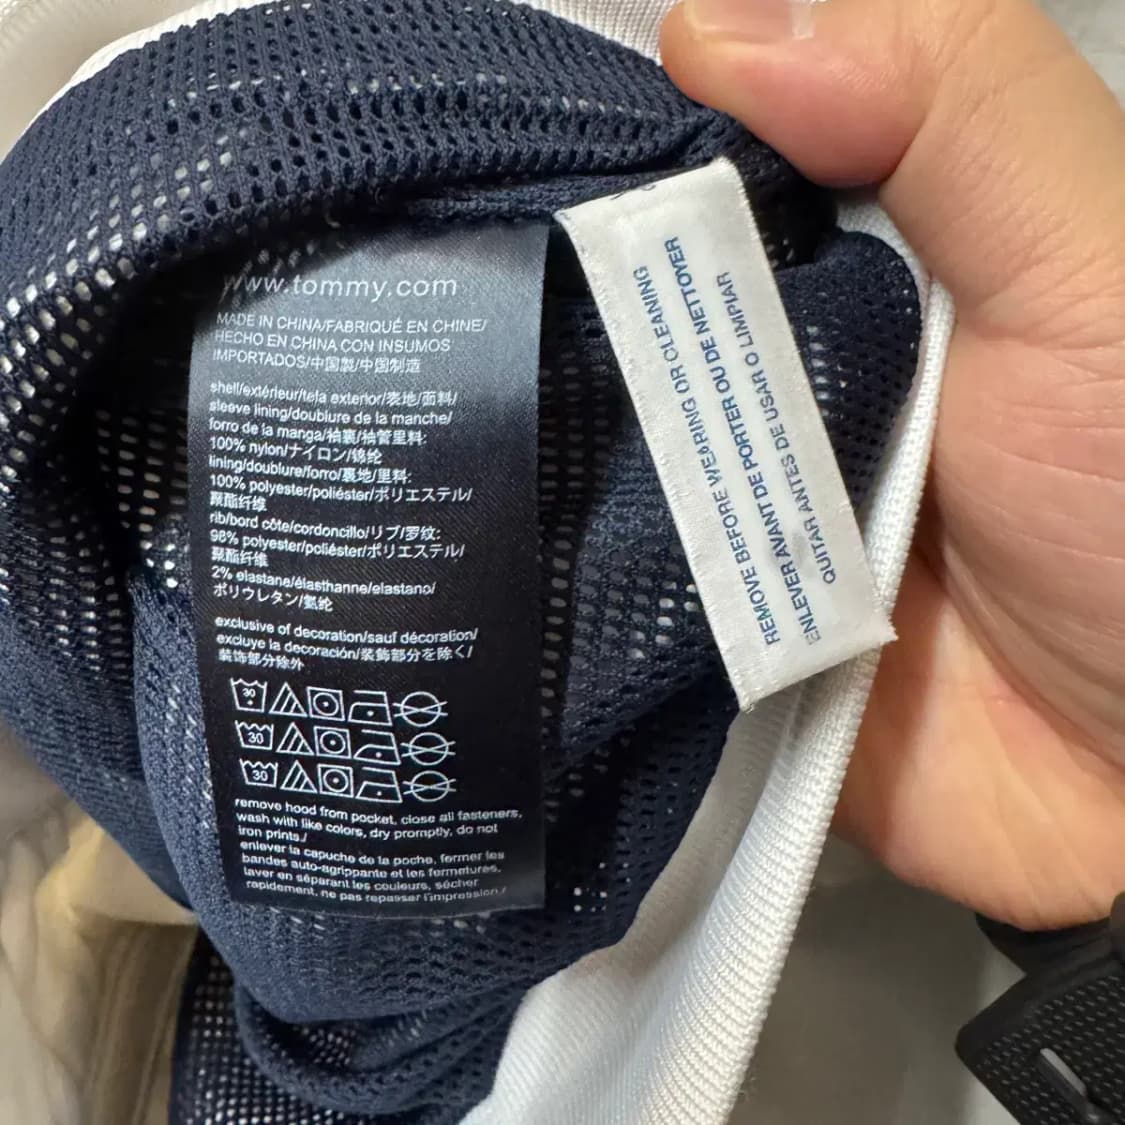 www.tommy.com
MADE IN CHINA/FABRIQUÉ EN CHINE/
HECHO EN CHINA CON INSUMOS
IMPORTADOS/中国製/中国制造
shell/extérieur/tela exterior/表地/面料/
sleeve lining/doublure de la manche/
forro de la manga/袖裏/袖管里料:
100% nylon/ナイロン/锦纶
lining/doublure/forro/裏地/里料:
100% polyester/poliéster/ポリエステル/
聚酯纤维
rib/bord côte/cordoncillo/リブ/罗纹:
98% polyester/poliéster/ポリエステル/
聚酯纤维
2% elastane/élasthanne/elastano/
ポリウレタン/氨纶
exclusive of decoration/sauf décoration/
excluye la decoración/装飾部分を除く/
装饰部分除外
30
30
30
remove hood from pocket, close all fasteners,
wash with like colors, dry promptly, do not
iron prints./
enlever la capuche de la poche, fermer les
bandes auto-agrippante et les fermetures,
laver en séparant les couleurs, sécher
rapidement, ne pas repasser l'impression./
REMOVE BEFORE WEARING OR CLEANING
ENLEVER AVANT DE PORTER OU DE NETTOYER
QUITAR ANTES DE USAR O LIMPIAR